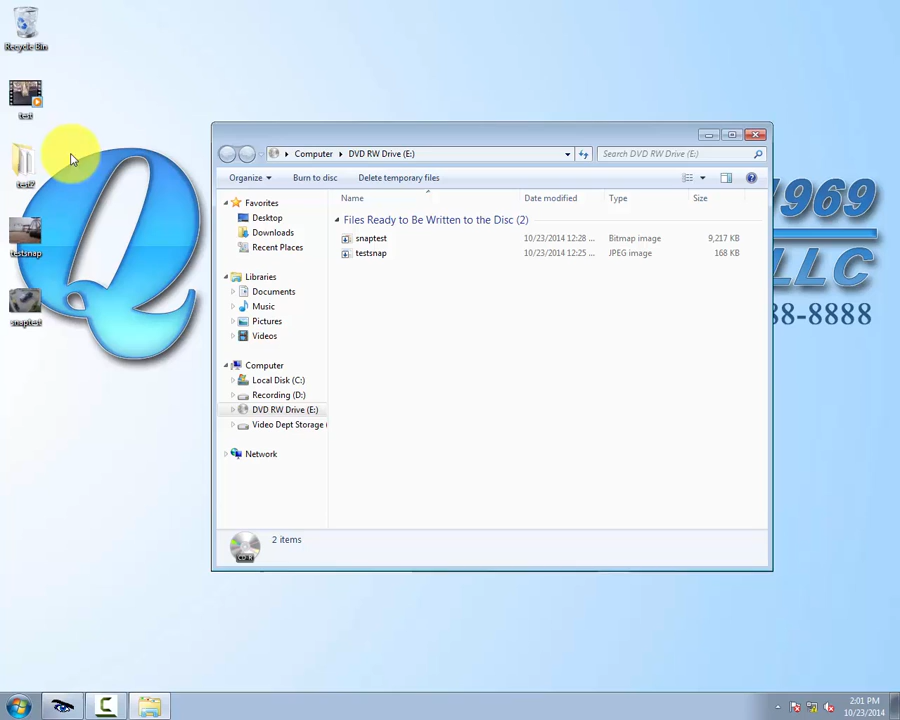 Recycle Bin
test
test2
testsnap
snaptest
Q
1969
LLC
88-8888
Computer
DVD RW Drive (E:)
Search DVD RW Drive (E:)
Organize
Burn to disc
Delete temporary files
Name
Date modified
Type
Size
Favorites
Desktop
Downloads
Recent Places
Libraries
Documents
Music
Pictures
Videos
Computer
Local Disk (C:)
Recording (D:)
DVD RW Drive (E:)
Video Dept Storage (
Network
Files Ready to Be Written to the Disc (2)
snaptest 10/23/2014 12:28 ... Bitmap image 9,217 KB
testsnap 10/23/2014 12:25 ... JPEG image 168 KB
CD-R
2 items
2:01 PM
10/23/2014